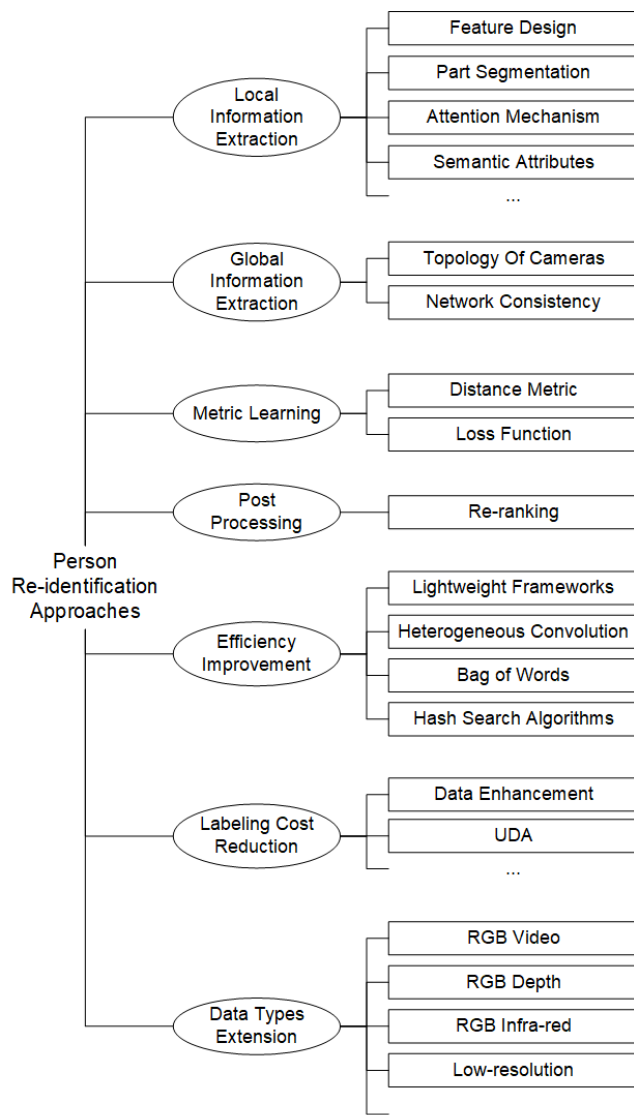 Feature Design
Part Segmentation
Local
Information
Extraction
Attention Mechanism
Semantic Attributes
...
Global
Information
Extraction
Topology Of Cameras
Network Consistency
Metric Learning
Distance Metric
Loss Function
Post
Processing
Re-ranking
Person
Re-identification
Approaches
Efficiency
Improvement
Lightweight Frameworks
Heterogeneous Convolution
Bag of Words
Hash Search Algorithms
Labeling Cost
Reduction
Data Enhancement
UDA
...
Data Types
Extension
RGB Video
RGB Depth
RGB Infra-red
Low-resolution